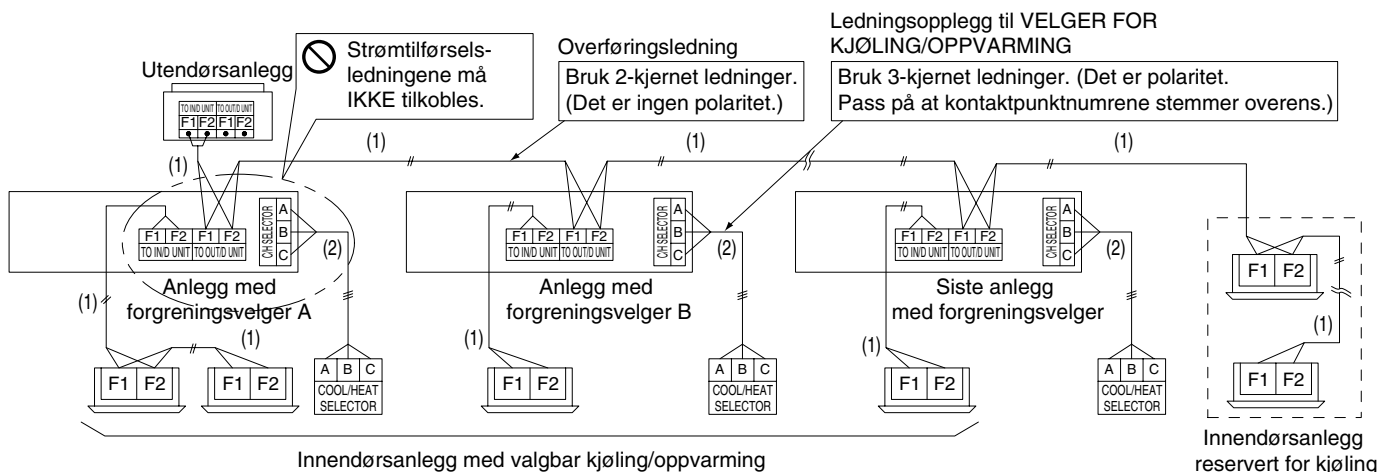 Ledningsopplegg til VELGER FOR
KJØLING/OPPVARMING
Strømtilførsels-
ledningene må
IKKE tilkobles.
Overføringsledning
Bruk 2-kjernet ledninger.
(Det er ingen polaritet.)
Bruk 3-kjernet ledninger. (Det er polaritet.
Pass på at kontaktpunktnumrene stemmer overens.)
Utendørsanlegg
TO IN/D UNIT TO OUT/D UNIT
F1 F2 F1 F2
(1) (1) (1) (1)
F1 F2 F1 F2
TO IN/D UNIT TO OUT/D UNIT
C/H SELECTOR
A
B
C
(2)
F1 F2 F1 F2
TO IN/D UNIT TO OUT/D UNIT
C/H SELECTOR
A
B
C
(2)
F1 F2 F1 F2
TO IN/D UNIT TO OUT/D UNIT
C/H SELECTOR
A
B
C
(2)
F1 F2
Anlegg med
forgreningsvelger A
Anlegg med
forgreningsvelger B
Siste anlegg
med forgreningsvelger
(1) (1) (1) (1) (1)
F1 F2
F1 F2
A B C
COOL/HEAT
SELECTOR
F1 F2
A B C
COOL/HEAT
SELECTOR
F1 F2
A B C
COOL/HEAT
SELECTOR
F1 F2
Innendørsanlegg med valgbar kjøling/oppvarming
Innendørsanlegg
reservert for kjøling